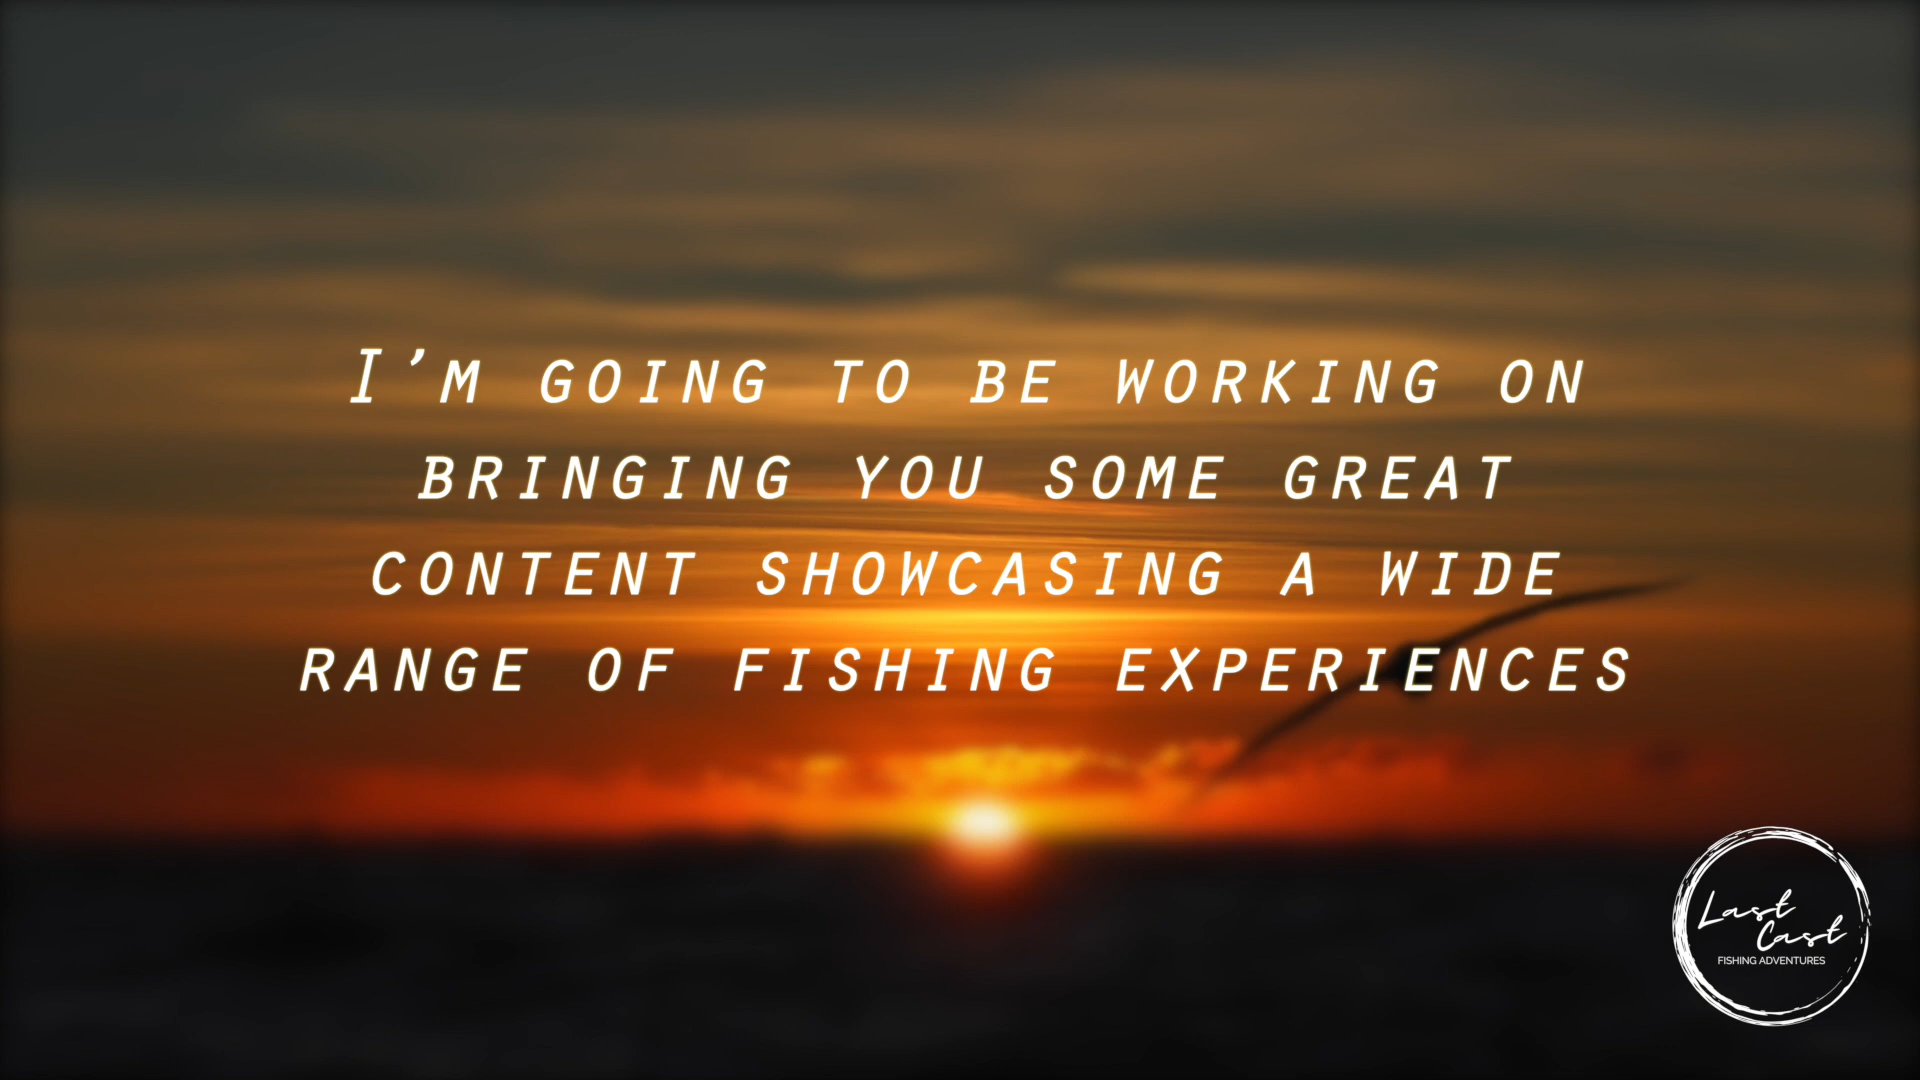 I'M GOING TO BE WORKING ON
BRINGING YOU SOME GREAT
CONTENT SHOWCASING A WIDE
RANGE OF FISHING EXPERIENCES
Last
Cast
FISHING ADVENTURES